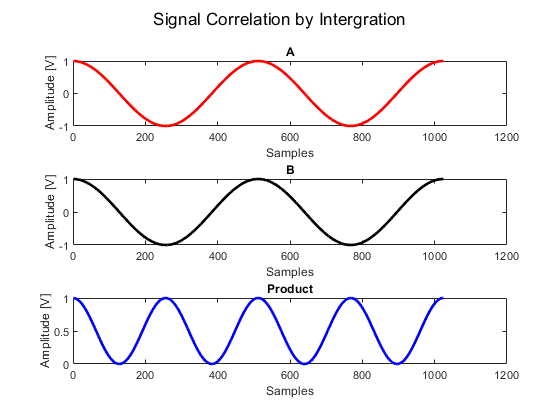 Signal Correlation by Intergration
A
Amplitude [V]
1
0
-1
0 200 400 600 800 1000 1200
Samples
B
Amplitude [V]
1
0
-1
0 200 400 600 800 1000 1200
Samples
Product
Amplitude [V]
1
0.5
0
0 200 400 600 800 1000 1200
Samples